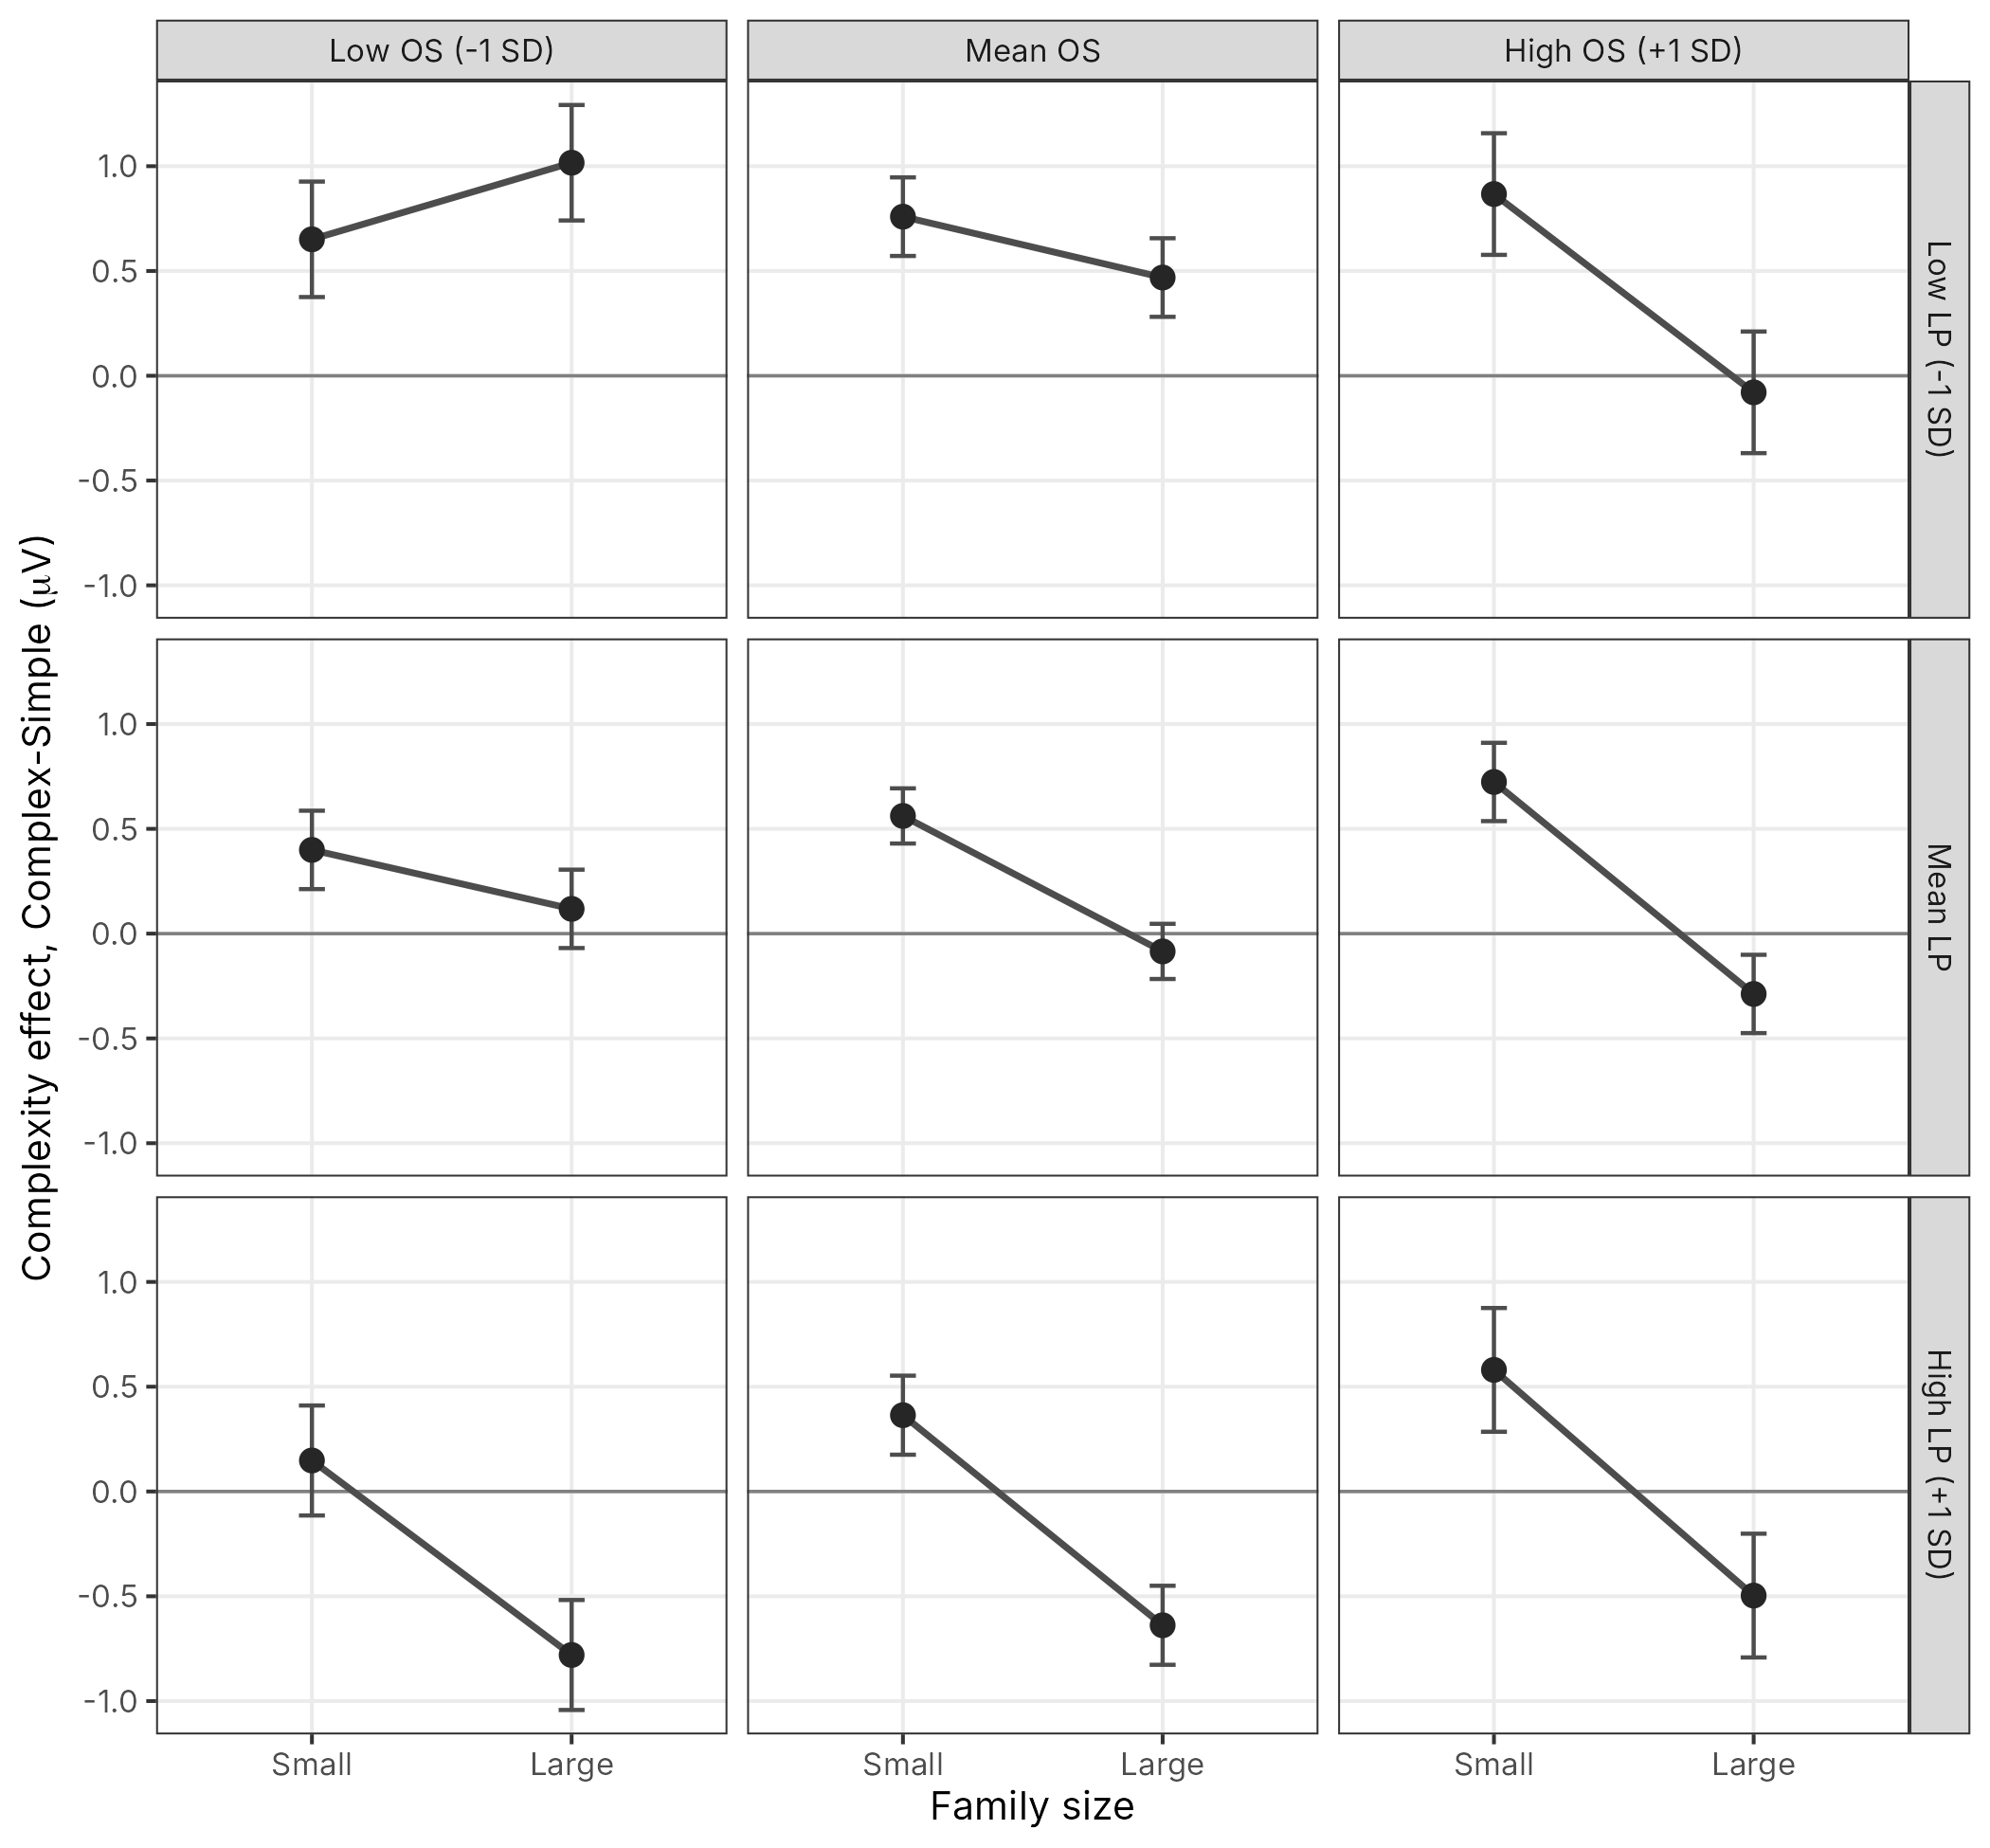 Low OS (-1 SD)
Mean OS
High OS (+1 SD)
1.0
0.5
0.0
-0.5
-1.0
Low LP (-1 SD)
1.0
0.5
0.0
-0.5
-1.0
Mean LP
1.0
0.5
0.0
-0.5
-1.0
High LP (+1 SD)
Complexity effect, Complex-Simple (μV)
Small
Large
Small
Large
Small
Large
Family size